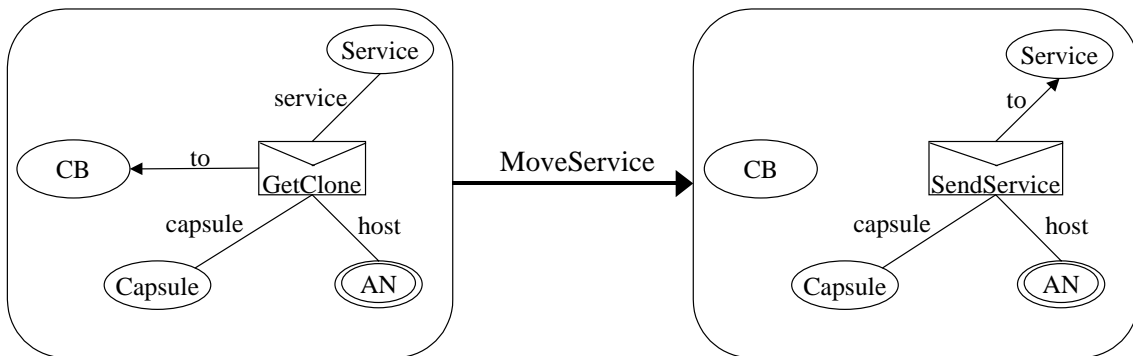 Service
service
CB
to
GetClone
capsule
host
Capsule
AN
MoveService
Service
to
CB
SendService
capsule
host
Capsule
AN